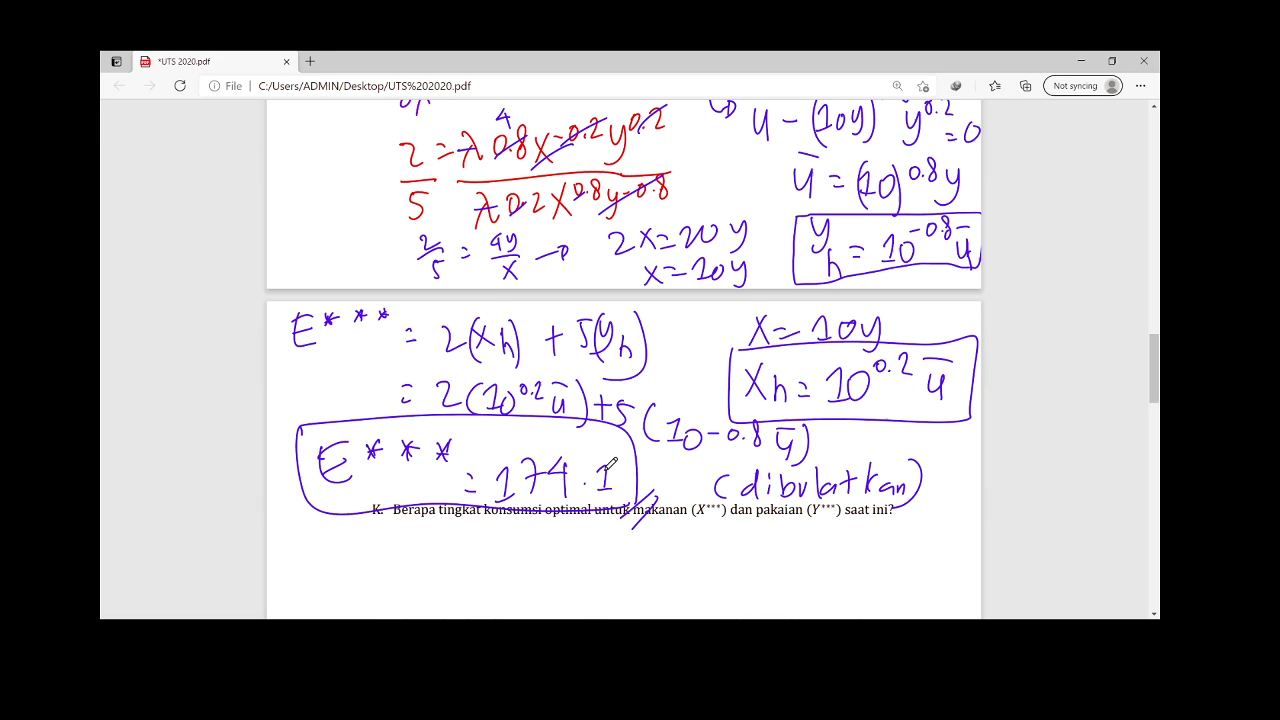 *UTS 2020.pdf
File C:/Users/ADMIN/Desktop/UTS%202020.pdf Not syncing
4
2/5 = λ 0.8x^-0.2 y^0.2 / λ 0.2 x^0.8 y^-0.8
2/5 = 4y/x → 2x = 20y
x = 10y
u - (10y) y^0.2 = 0
ū = (10)^0.8 y
y h = 10^-0.8 ū
E*** = 2(xh) + 5(yh)
= 2(10^0.2 ū) + 5(10^-0.8 ū)
X = 10y
Xh = 10^0.2 ū
E*** = 174.1 (dibulatkan)
K. Berapa tingkat konsumsi optimal untuk makanan (X***) dan pakaian (Y***) saat ini?